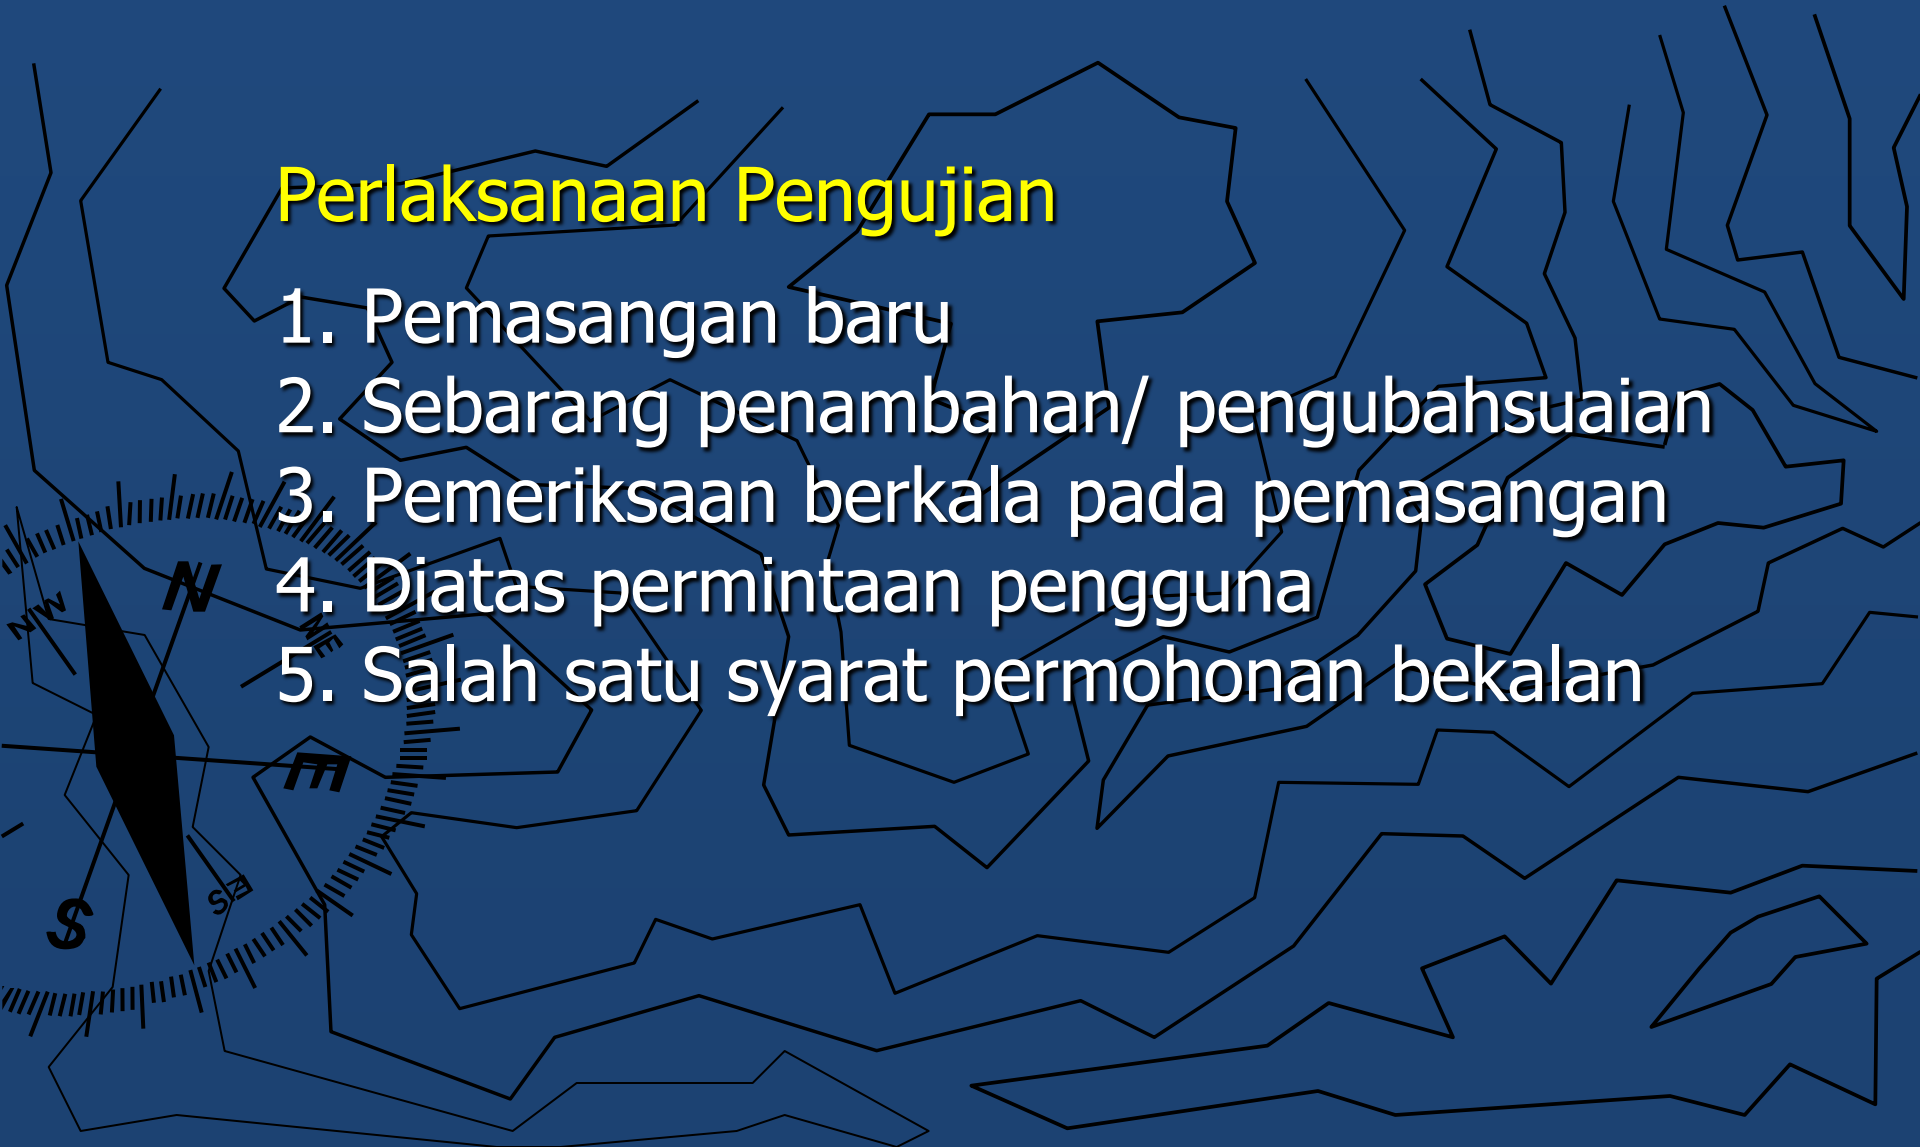 Perlaksanaan Pengujian
1. Pemasangan baru
2. Sebarang penambahan/ pengubahsuaian
3. Pemeriksaan berkala pada pemasangan
4. Diatas permintaan pengguna
5. Salah satu syarat permohonan bekalan
N
NW
NE
E
SE
S